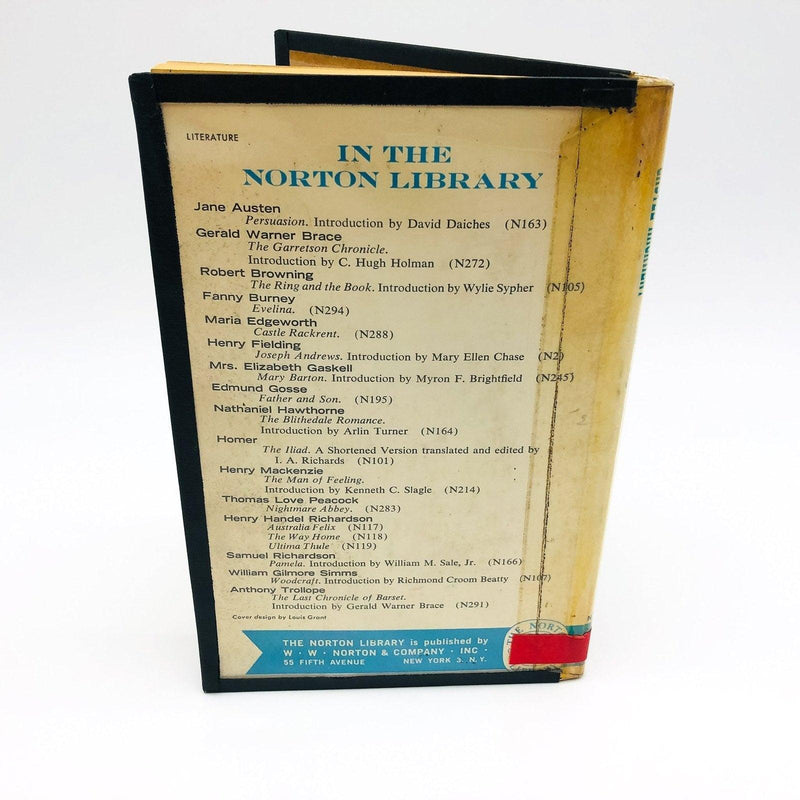 LITERATURE
IN THE
NORTON LIBRARY
Jane Austen
Persuasion. Introduction by David Daiches (N163)
Gerald Warner Brace
The Garretson Chronicle.
Introduction by C. Hugh Holman (N272)
Robert Browning
The Ring and the Book. Introduction by Wylie Sypher (N105)
Fanny Burney
Evelina. (N294)
Maria Edgeworth
Castle Rackrent. (N288)
Henry Fielding
Joseph Andrews. Introduction by Mary Ellen Chase (N2)
Mrs. Elizabeth Gaskell
Mary Barton. Introduction by Myron F. Brightfield (N245)
Edmund Gosse
Father and Son. (N195)
Nathaniel Hawthorne
The Blithedale Romance.
Introduction by Arlin Turner (N164)
Homer
The Iliad. A Shortened Version translated and edited by
I. A. Richards (N101)
Henry Mackenzie
The Man of Feeling.
Introduction by Kenneth C. Slagle (N214)
Thomas Love Peacock
Nightmare Abbey. (N283)
Henry Handel Richardson
Australia Felix (N117)
The Way Home (N118)
Ultima Thule (N119)
Samuel Richardson
Pamela. Introduction by William M. Sale, Jr. (N166)
William Gilmore Simms
Woodcraft. Introduction by Richmond Croom Beatty (N107)
Anthony Trollope
The Last Chronicle of Barset.
Introduction by Gerald Warner Brace (N291)
Cover design by Louis Grant
THE NORTON LIBRARY is published by
W · W · NORTON & COMPANY · INC ·
55 FIFTH AVENUE NEW YORK 3. N.Y.